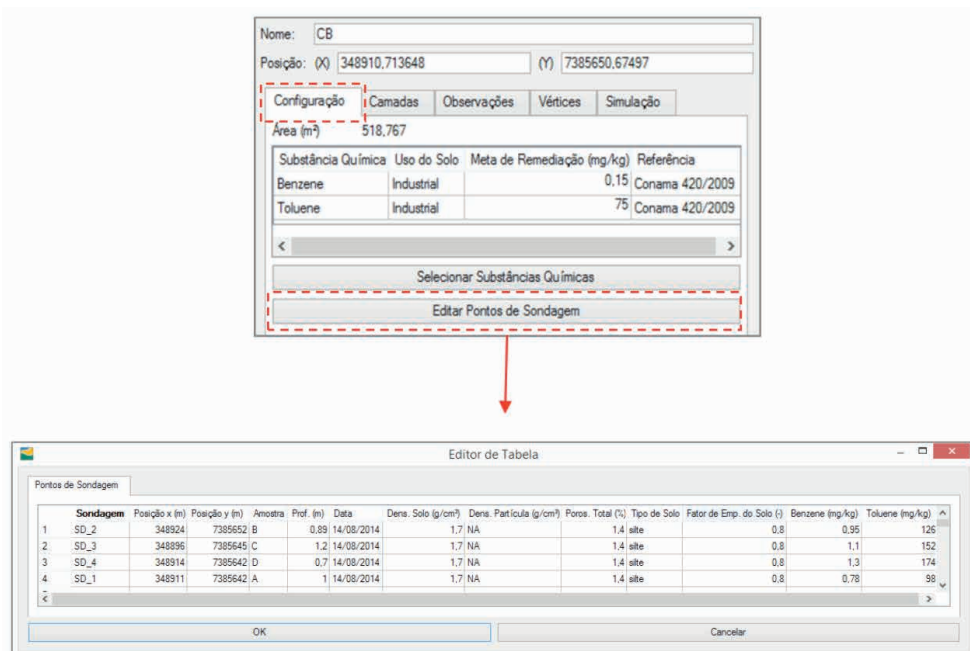 Nome: CB
Posição: (X) 348910,713648 (Y) 7385650,67497
Configuração Camadas Observações Vértices Simulação
Área (m²) 518,767
Substância Química Uso do Solo Meta de Remediação (mg/kg) Referência
Benzene Industrial 0,15 Conama 420/2009
Toluene Industrial 75 Conama 420/2009
Selecionar Substâncias Químicas
Editar Pontos de Sondagem
Editor de Tabela
Pontos de Sondagem
Sondagem Posição x (m) Posição y (m) Amostra Prof. (m) Data Dens. Solo (g/cm³) Dens. Partícula (g/cm³) Poros. Total (%) Tipo de Solo Fator de Emp. do Solo (-) Benzene (mg/kg) Toluene (mg/kg)
1 SD_2 348924 7385652 B 0,89 14/08/2014 1,7 NA 1,4 silte 0,8 0,95 126
2 SD_3 348896 7385645 C 1,2 14/08/2014 1,7 NA 1,4 silte 0,8 1,1 152
3 SD_4 348914 7385642 D 0,7 14/08/2014 1,7 NA 1,4 silte 0,8 1,3 174
4 SD_1 348911 7385642 A 1 14/08/2014 1,7 NA 1,4 silte 0,8 0,78 98
OK Cancelar